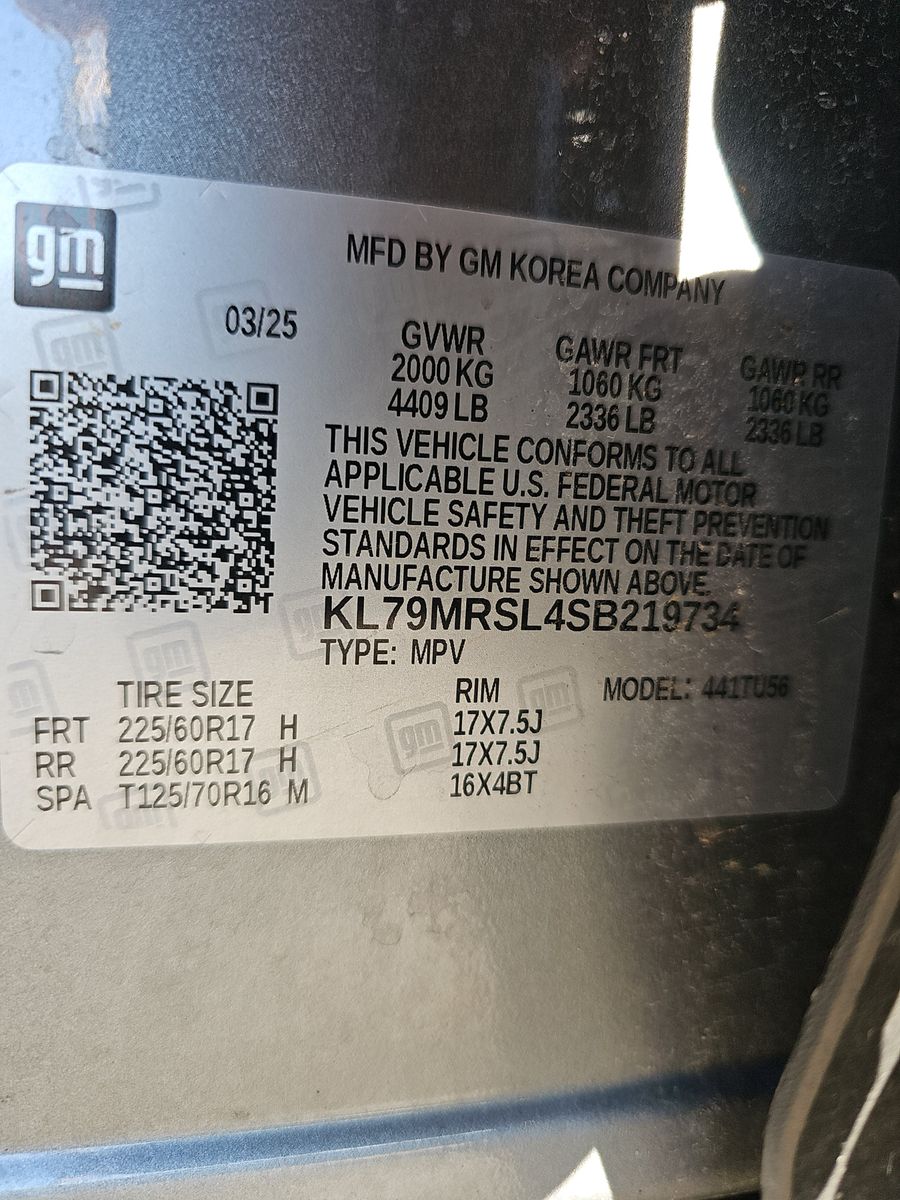 gm
MFD BY GM KOREA COMPANY
03/25
GVWR GAWR FRT GAWR RR
2000 KG 1060 KG 1060 KG
4409 LB 2336 LB 2336 LB
THIS VEHICLE CONFORMS TO ALL
APPLICABLE U.S. FEDERAL MOTOR
VEHICLE SAFETY AND THEFT PREVENTION
STANDARDS IN EFFECT ON THE DATE OF
MANUFACTURE SHOWN ABOVE.
KL79MRSL4SB219734
TYPE: MPV
TIRE SIZE RIM MODEL: 441TU56
FRT 225/60R17 H 17X7.5J
RR 225/60R17 H 17X7.5J
SPA T125/70R16 M 16X4BT